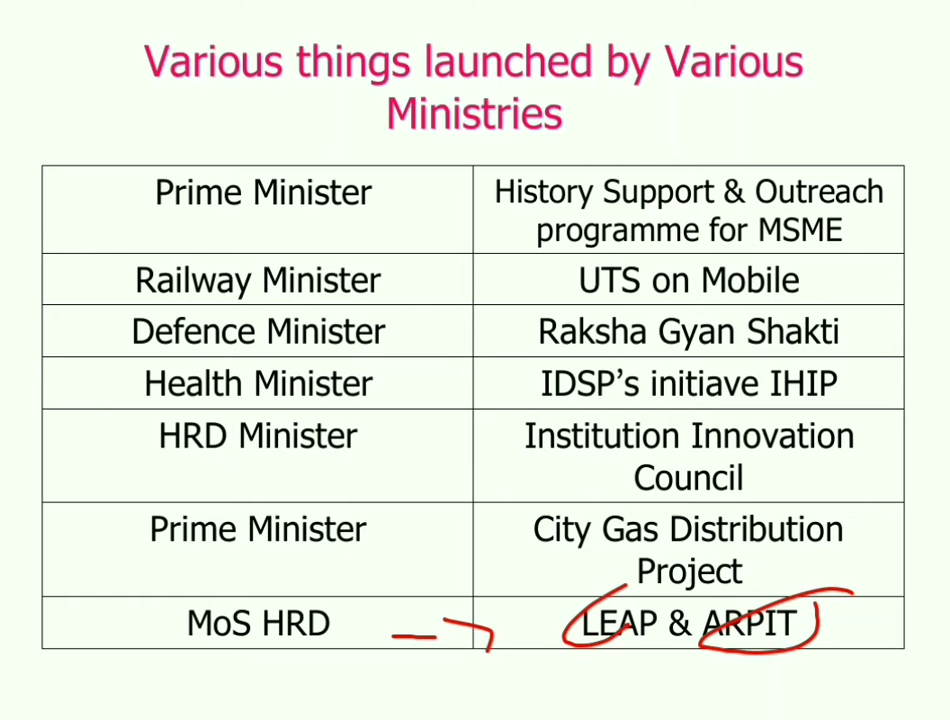 Various things launched by Various
Ministries
Prime Minister
History Support & Outreach
programme for MSME
Railway Minister
UTS on Mobile
Defence Minister
Raksha Gyan Shakti
Health Minister
IDSP’s initiave IHIP
HRD Minister
Institution Innovation
Council
Prime Minister
City Gas Distribution
Project
MoS HRD
LEAP & ARPIT